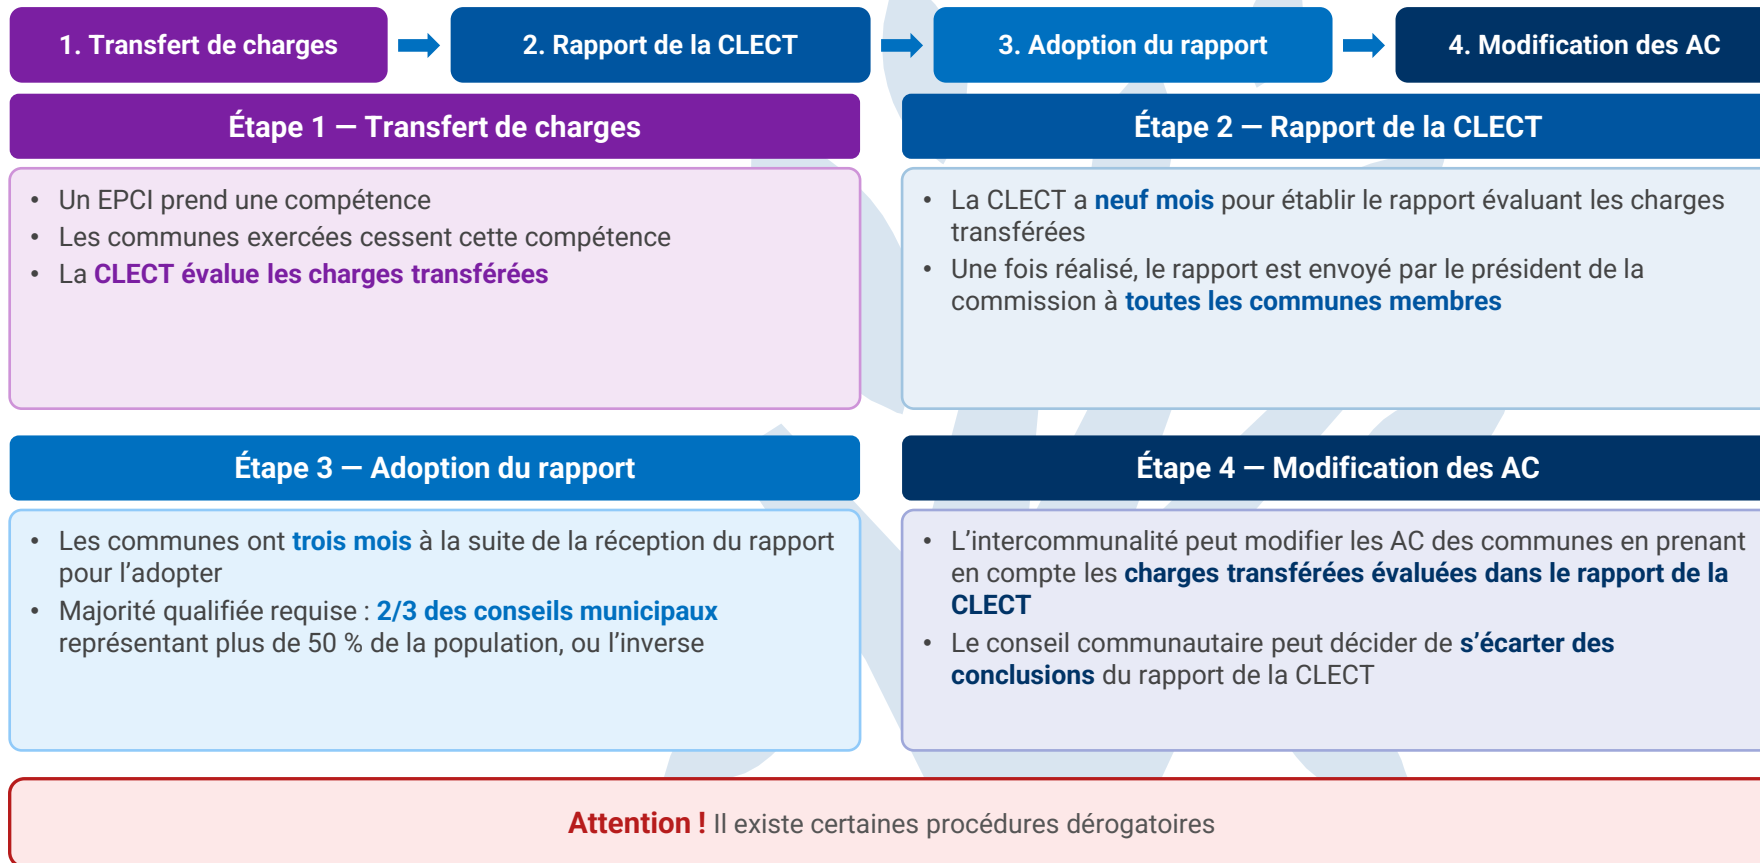 1. Transfert de charges
2. Rapport de la CLECT
3. Adoption du rapport
4. Modification des AC
Étape 1 — Transfert de charges
• Un EPCI prend une compétence
• Les communes exercées cessent cette compétence
• La CLECT évalue les charges transférées
Étape 2 — Rapport de la CLECT
• La CLECT a neuf mois pour établir le rapport évaluant les charges
transférées
• Une fois réalisé, le rapport est envoyé par le président de la
commission à toutes les communes membres
Étape 3 — Adoption du rapport
• Les communes ont trois mois à la suite de la réception du rapport
pour l’adopter
• Majorité qualifiée requise : 2/3 des conseils municipaux
représentant plus de 50 % de la population, ou l’inverse
Étape 4 — Modification des AC
• L’intercommunalité peut modifier les AC des communes en prenant
en compte les charges transférées évaluées dans le rapport de la
CLECT
• Le conseil communautaire peut décider de s’écarter des
conclusions du rapport de la CLECT
Attention ! Il existe certaines procédures dérogatoires